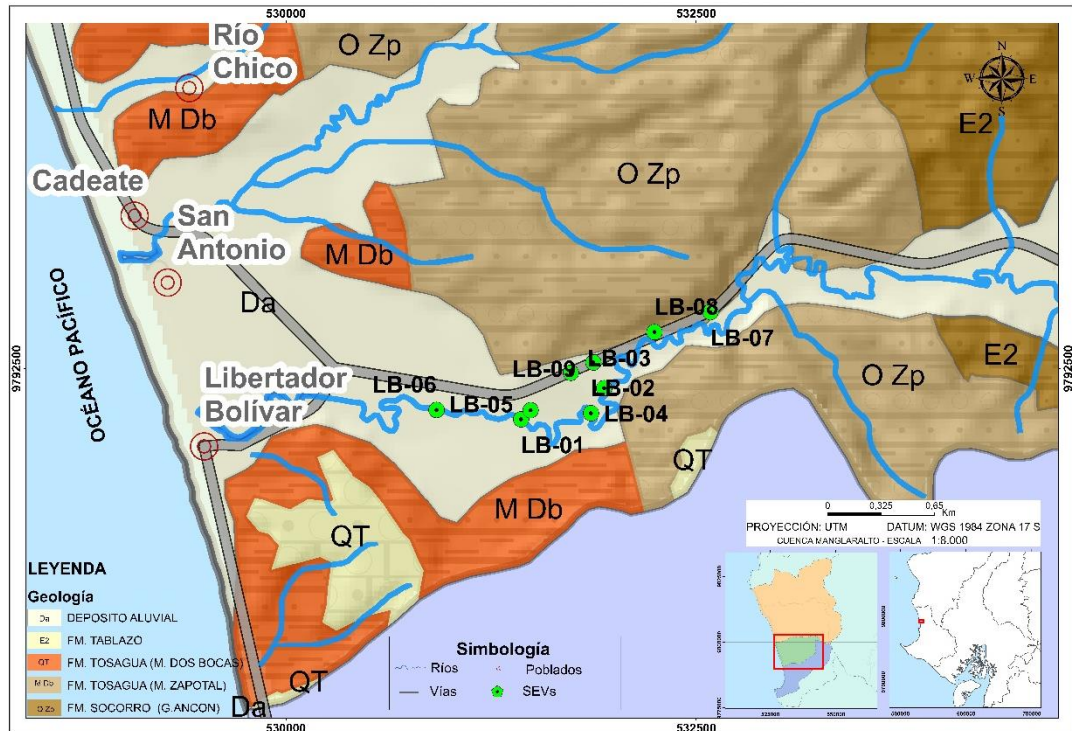 530000
532500
Río
Chico
O Zp
M Db
E2
N
W
E
S
Cadeate
San
Antonio
O Zp
M Db
Da
OCÉANO PACÍFICO
9792500
9792500
LB-08
LB-07
LB-03
LB-09
LB-02
LB-06
LB-05
LB-04
LB-01
Libertador
Bolívar
O Zp
E2
QT
M Db
QT
QT
Da
0 0,325 0,65
Km
PROYECCIÓN: UTM DATUM: WGS 1984 ZONA 17 S
CUENCA MANGLARALTO - ESCALA 1:8.000
LEYENDA
Geología
Da DEPOSITO ALUVIAL
E2 FM. TABLAZO
QT FM. TOSAGUA (M. DOS BOCAS)
M Db FM. TOSAGUA (M. ZAPOTAL)
O Zp FM. SOCORRO (G.ANCON)
Simbología
Ríos
Poblados
Vías
SEVs
530000
532500